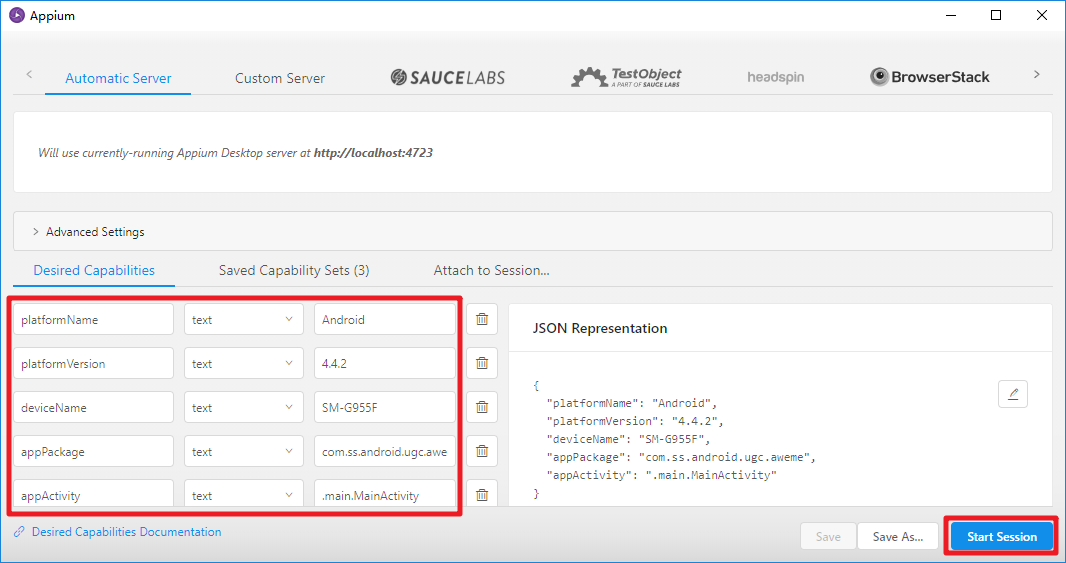 Appium
Automatic Server
Custom Server
SAUCELABS
TestObject
A PART OF SAUCE LABS
headspin
BrowserStack
Will use currently-running Appium Desktop server at http://localhost:4723
Advanced Settings
Desired Capabilities
Saved Capability Sets (3)
Attach to Session...
platformName text Android
platformVersion text 4.4.2
deviceName text SM-G955F
appPackage text com.ss.android.ugc.awe
appActivity text .main.MainActivity
JSON Representation
{
"platformName": "Android",
"platformVersion": "4.4.2",
"deviceName": "SM-G955F",
"appPackage": "com.ss.android.ugc.aweme",
"appActivity": ".main.MainActivity"
}
Desired Capabilities Documentation
Save
Save As...
Start Session